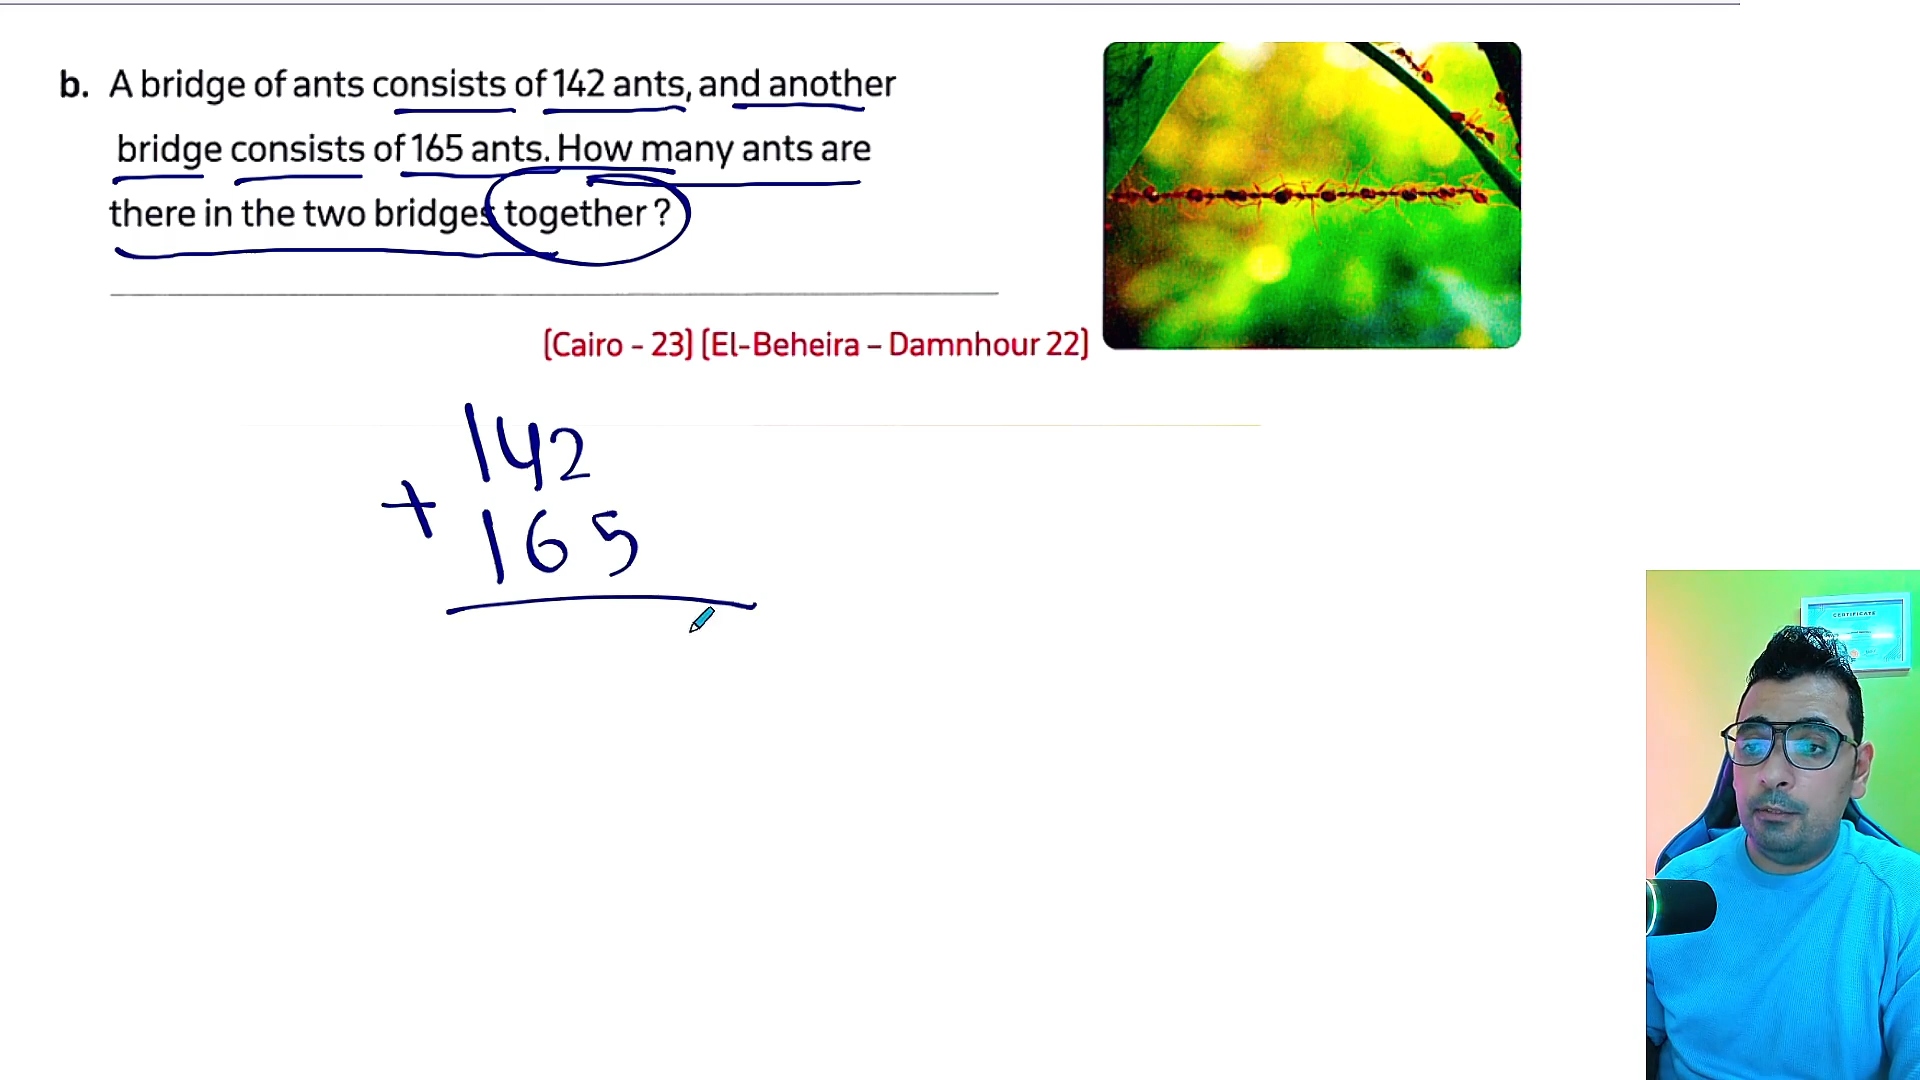 b. A bridge of ants consists of 142 ants, and another
bridge consists of 165 ants. How many ants are
there in the two bridges together ?
[Cairo - 23] [El-Beheira – Damnhour 22]
142
+
165
CERTIFICATE